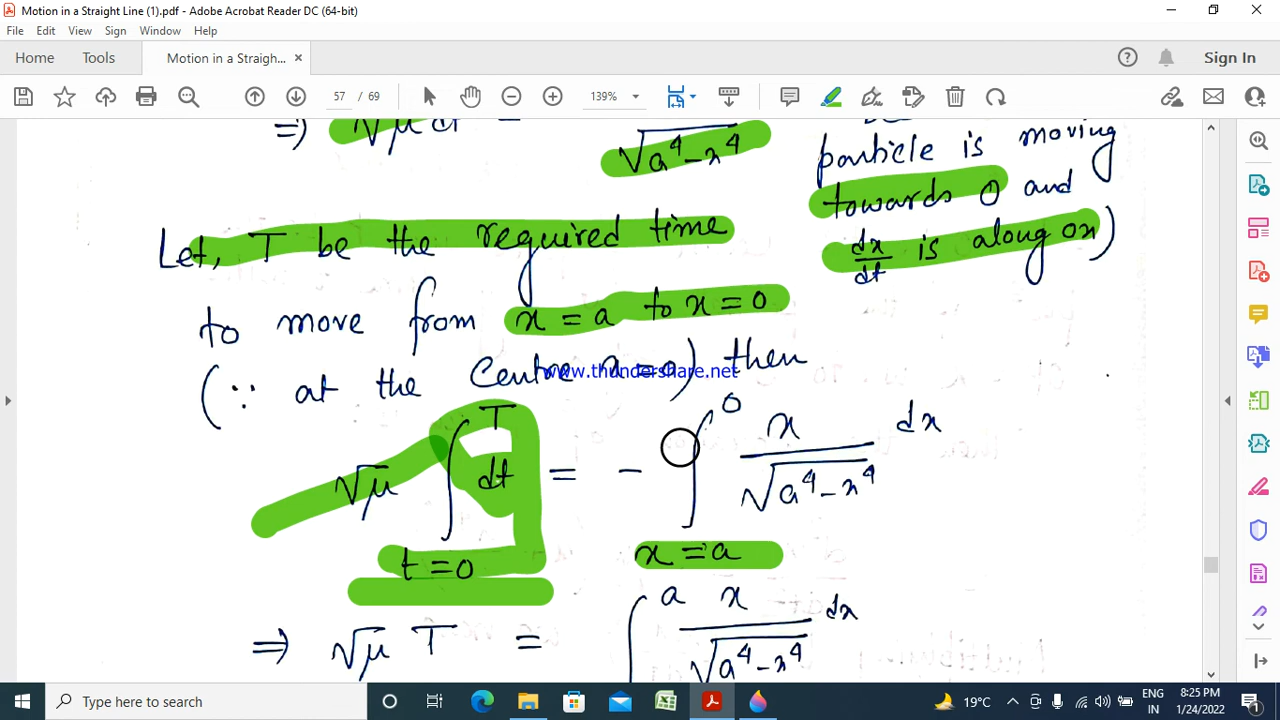 Motion in a Straight Line (1).pdf - Adobe Acrobat Reader DC (64-bit)
File Edit View Sign Window Help
Home Tools Motion in a Straigh... × Sign In
57 / 69 139%
⇒) √μ dt = √a⁴-x⁴
particle is moving
towards O and
dx/dt is along ox)
Let, T be the required time
to move from x = a to x = 0
(∵ at the Centre x = 0) then
www.thundershare.net
√μ ∫ₜ₌₀ᵀ dt = - ∫ₓ₌ₐ⁰ x/√a⁴-x⁴ dx
⇒) √μ T = ∫ᵃ x/√a⁴-x⁴ dx
Type here to search
19°C
ENG
IN
8:25 PM
1/24/2022
1